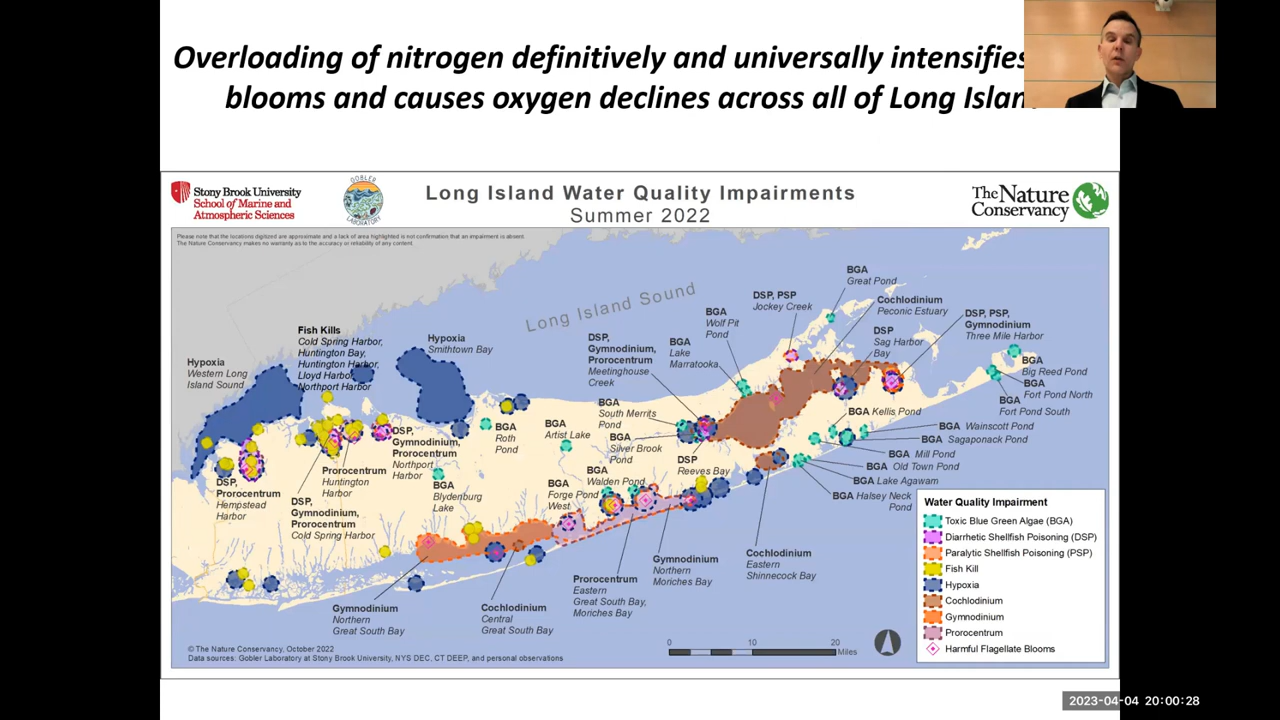 Overloading of nitrogen definitively and universally intensifies
blooms and causes oxygen declines across all of Long Islan
Stony Brook University
School of Marine and
Atmospheric Sciences
GOBLER
LABORATORY
Long Island Water Quality Impairments
Summer 2022
The Nature
Conservancy
Please note that the locations digitized are approximate and a lack of area highlighted is not confirmation that an impairment is absent.
The Nature Conservancy makes no warranty as to the accuracy or reliability of any content.
Long Island Sound
Hypoxia
Western Long
Island Sound
Fish Kills
Cold Spring Harbor,
Huntington Bay,
Huntington Harbor,
Lloyd Harbor,
Northport Harbor
Hypoxia
Smithtown Bay
DSP,
Gymnodinium,
Prorocentrum
Meetinghouse
Creek
BGA
Lake
Marratooka
BGA
Wolf Pit
Pond
DSP, PSP
Jockey Creek
BGA
Great Pond
Cochlodinium
Peconic Estuary
DSP
Sag Harbor
Bay
DSP, PSP,
Gymnodinium
Three Mile Harbor
BGA
Big Reed Pond
BGA
Fort Pond North
BGA
Fort Pond South
BGA Kellis Pond
BGA Wainscott Pond
BGA Sagaponack Pond
BGA Mill Pond
BGA Old Town Pond
BGA Lake Agawam
BGA Halsey Neck
Pond
BGA
South Merrits
Pond
BGA
Silver Brook
Pond
DSP
Reeves Bay
BGA
Artist Lake
BGA
Roth
Pond
BGA
Walden Pond
BGA
Forge Pond
West
DSP,
Gymnodinium,
Prorocentrum
Northport
Harbor
BGA
Blydenburg
Lake
Prorocentrum
Huntington
Harbor
DSP,
Prorocentrum
Hempstead
Harbor
DSP,
Gymnodinium,
Prorocentrum
Cold Spring Harbor
Gymnodinium
Northern
Great South Bay
Cochlodinium
Central
Great South Bay
Prorocentrum
Eastern
Great South Bay,
Moriches Bay
Gymnodinium
Northern
Moriches Bay
Cochlodinium
Eastern
Shinnecock Bay
Water Quality Impairment
Toxic Blue Green Algae (BGA)
Diarrhetic Shellfish Poisoning (DSP)
Paralytic Shellfish Poisoning (PSP)
Fish Kill
Hypoxia
Cochlodinium
Gymnodinium
Prorocentrum
Harmful Flagellate Blooms
0 10 20
Miles
© The Nature Conservancy, October 2022
Data sources: Gobler Laboratory at Stony Brook University, NYS DEC, CT DEEP, and personal observations
2023-04-04 20:00:28